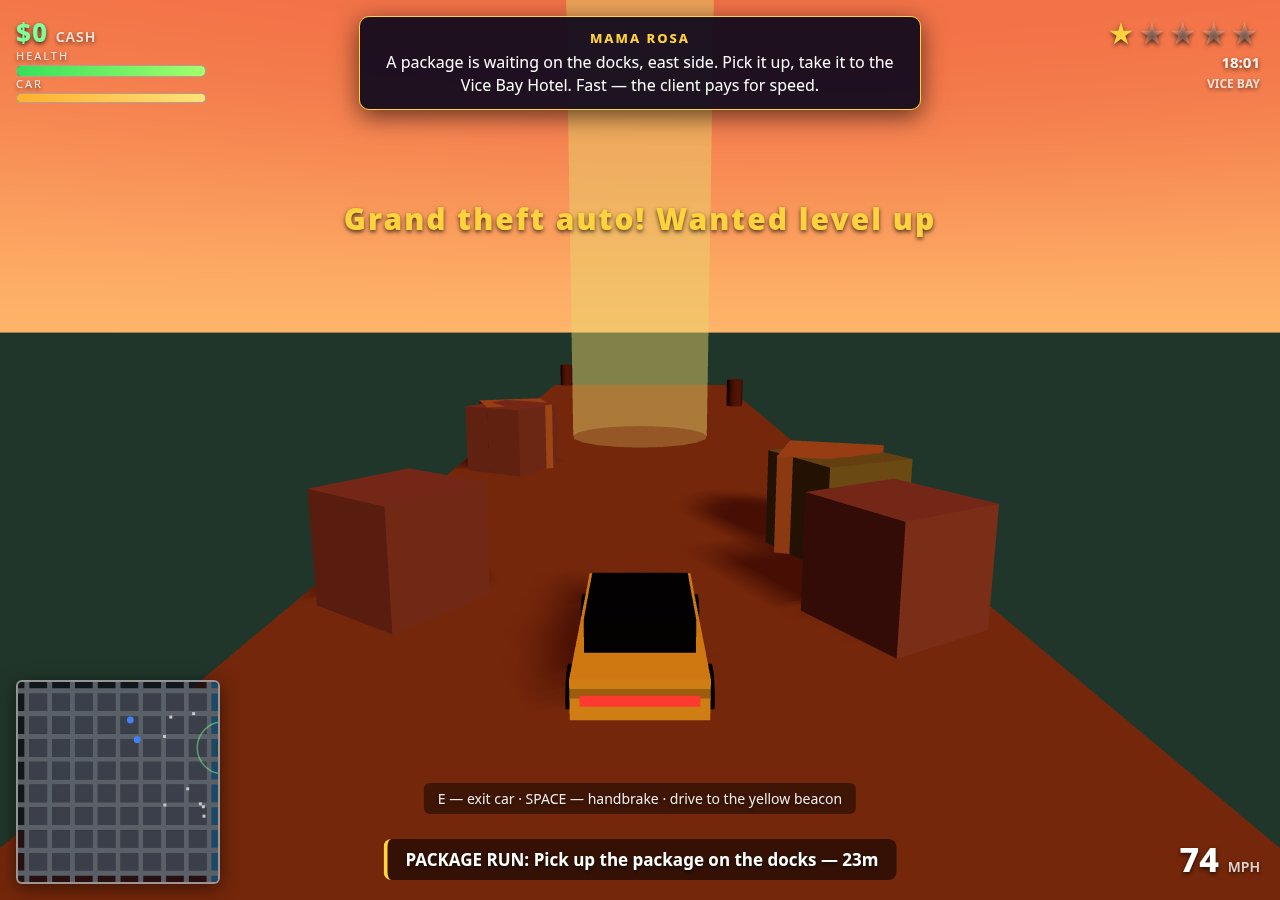 $0 CASH
HEALTH
CAR
MAMA ROSA
A package is waiting on the docks, east side. Pick it up, take it to the
Vice Bay Hotel. Fast — the client pays for speed.
18:01
VICE BAY
Grand theft auto! Wanted level up
E — exit car · SPACE — handbrake · drive to the yellow beacon
PACKAGE RUN: Pick up the package on the docks — 23m
74 MPH